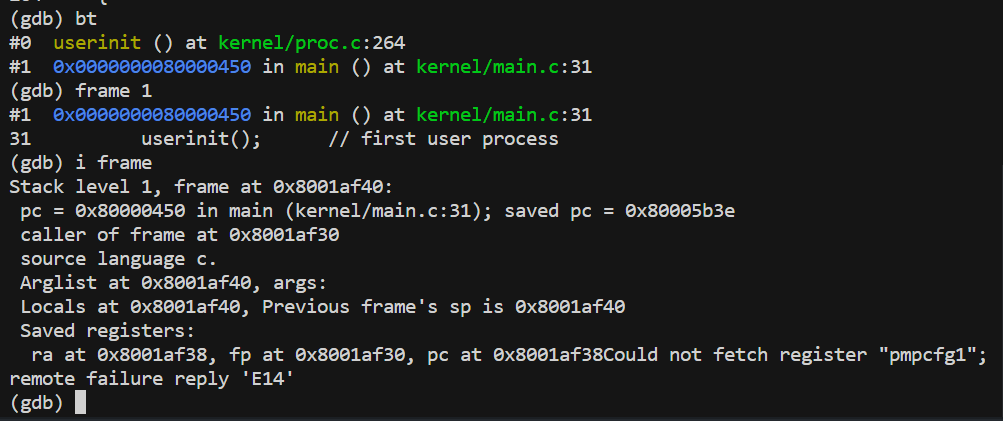 (gdb) bt
#0  userinit () at kernel/proc.c:264
#1  0x0000000080000450 in main () at kernel/main.c:31
(gdb) frame 1
#1  0x0000000080000450 in main () at kernel/main.c:31
31          userinit();      // first user process
(gdb) i frame
Stack level 1, frame at 0x8001af40:
 pc = 0x80000450 in main (kernel/main.c:31); saved pc = 0x80005b3e
 caller of frame at 0x8001af30
 source language c.
 Arglist at 0x8001af40, args:
 Locals at 0x8001af40, Previous frame's sp is 0x8001af40
 Saved registers:
  ra at 0x8001af38, fp at 0x8001af30, pc at 0x8001af38Could not fetch register "pmpcfg1";
remote failure reply 'E14'
(gdb)